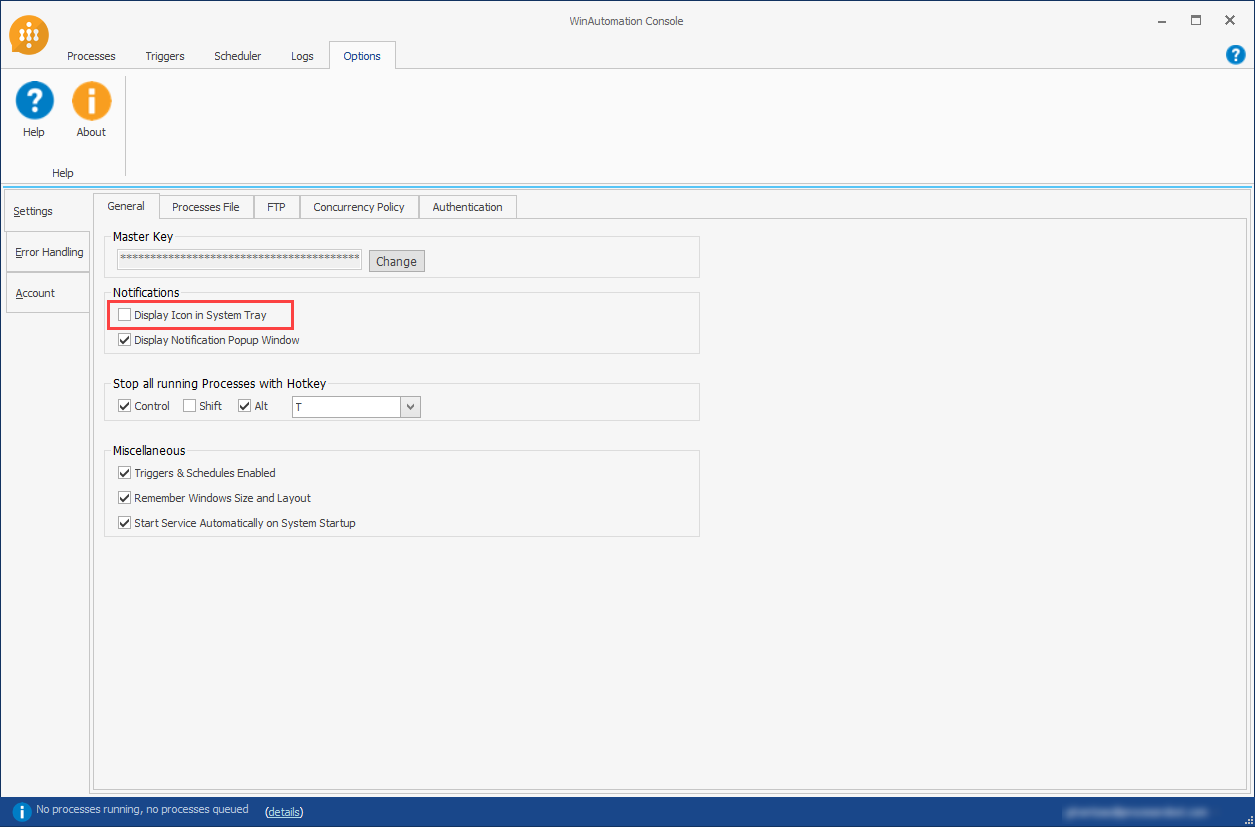 WinAutomation Console
Processes Triggers Scheduler Logs Options
Help About
Help
Settings
Error Handling
Account
General Processes File FTP Concurrency Policy Authentication
Master Key
**************************************** Change
Notifications
Display Icon in System Tray
Display Notification Popup Window
Stop all running Processes with Hotkey
Control Shift Alt T
Miscellaneous
Triggers & Schedules Enabled
Remember Windows Size and Layout
Start Service Automatically on System Startup
No processes running, no processes queued (details)